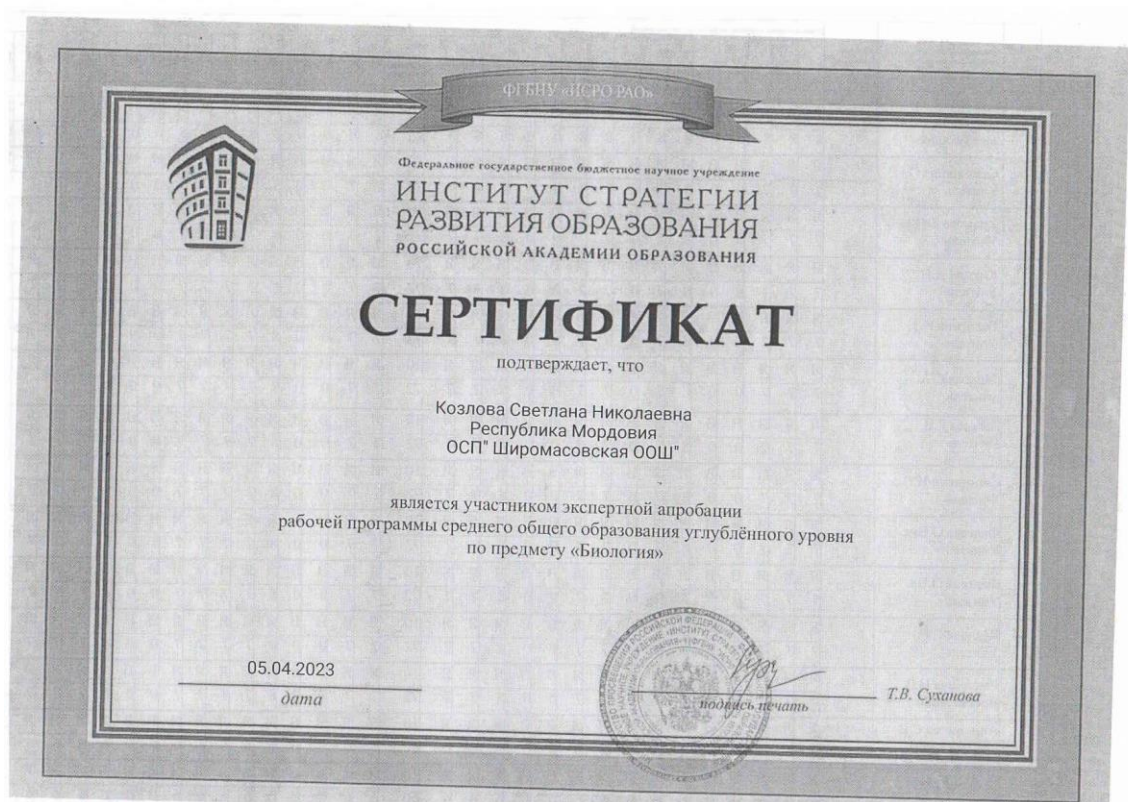 ФГБНУ «ИСРО РАО»
Федеральное государственное бюджетное научное учреждение
ИНСТИТУТ СТРАТЕГИИ
РАЗВИТИЯ ОБРАЗОВАНИЯ
РОССИЙСКОЙ АКАДЕМИИ ОБРАЗОВАНИЯ
СЕРТИФИКАТ
подтверждает, что
Козлова Светлана Николаевна
Республика Мордовия
ОСП" Широмасовская ООШ"
является участником экспертной апробации
рабочей программы среднего общего образования углублённого уровня
по предмету «Биология»
05.04.2023
дата
подпись печать
Т.В. Суханова